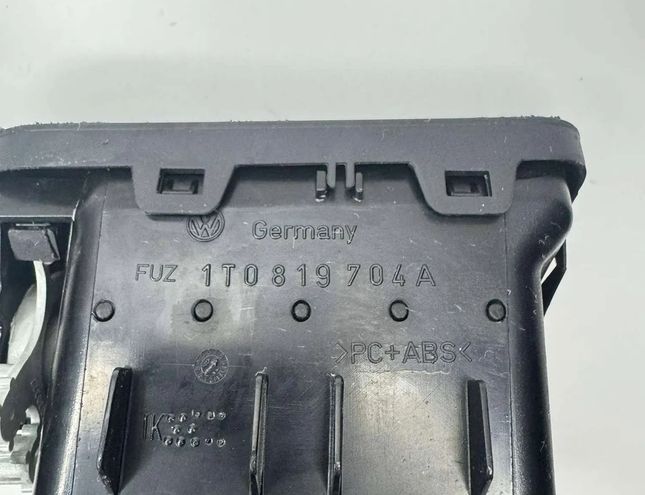 Germany
FUZ 1T0 819 704 A
>PC+ABS<
1K